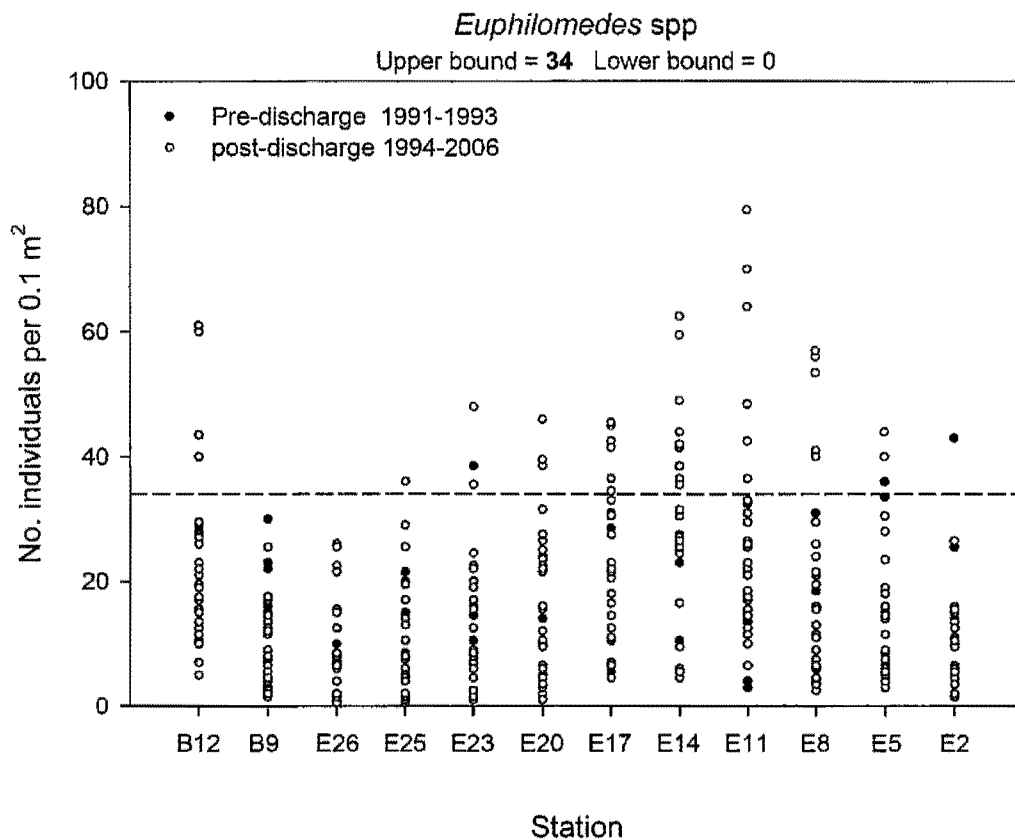 Euphilomedes spp
Upper bound = 34 Lower bound = 0
100
80
60
40
20
0
Pre-discharge 1991-1993
post-discharge 1994-2006
No. individuals per 0.1 m²
B12 B9 E26 E25 E23 E20 E17 E14 E11 E8 E5 E2
Station